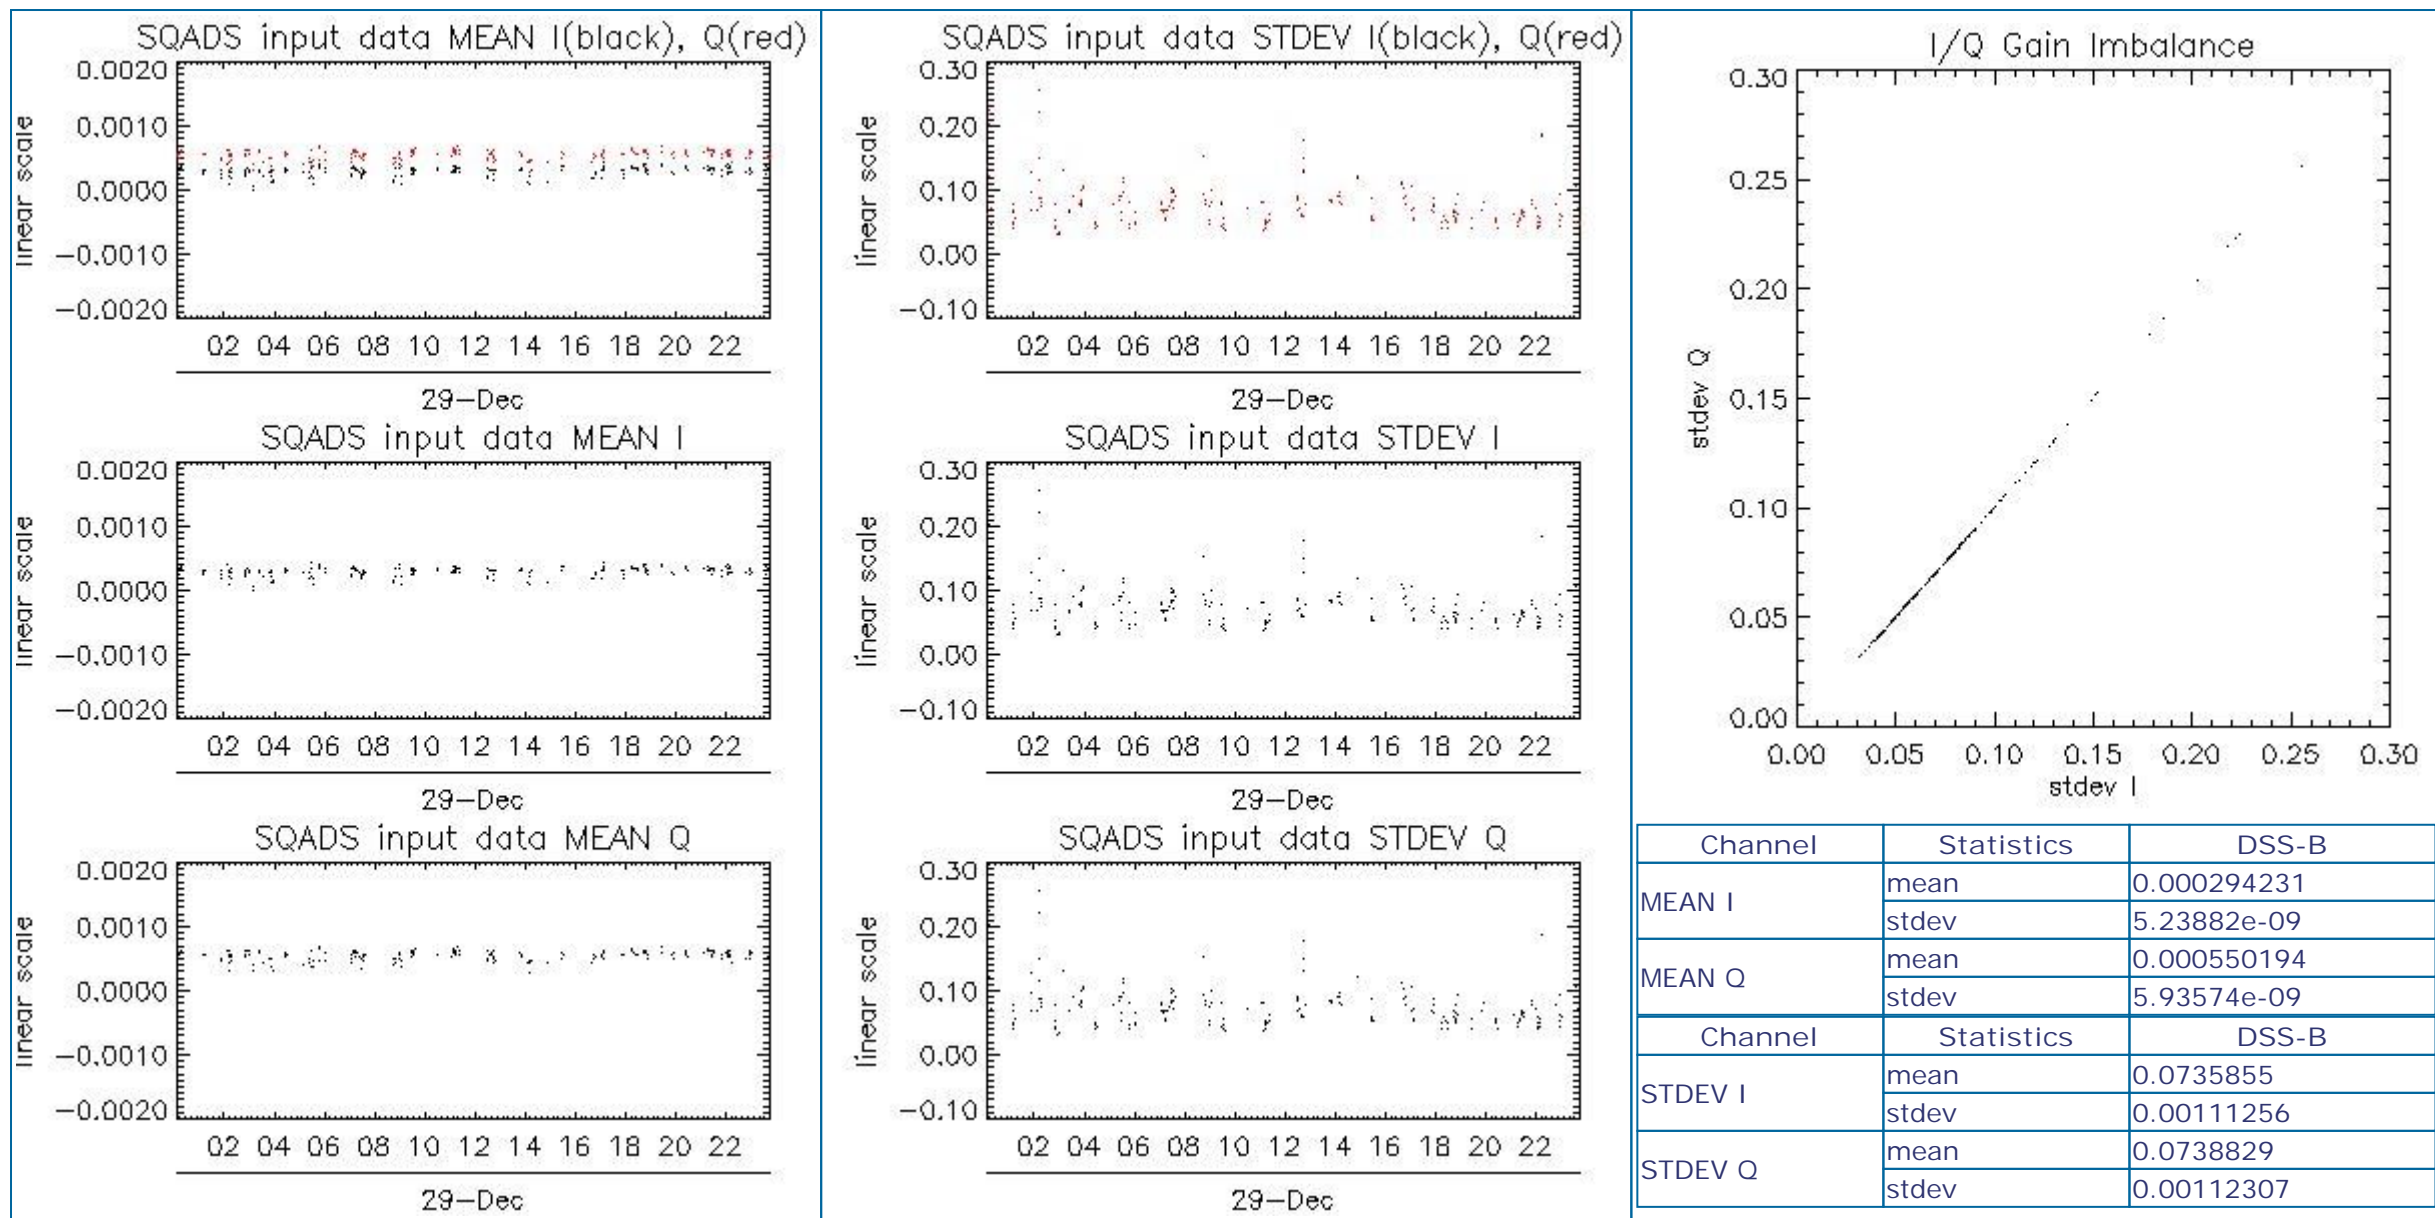 SQADS input data MEAN I(black), Q(red)
linear scale
0.0020
0.0010
0.0000
-0.0010
-0.0020
02 04 06 08 10 12 14 16 18 20 22
29-Dec
SQADS input data MEAN I
linear scale
0.0020
0.0010
0.0000
-0.0010
-0.0020
02 04 06 08 10 12 14 16 18 20 22
29-Dec
SQADS input data MEAN Q
linear scale
0.0020
0.0010
0.0000
-0.0010
-0.0020
02 04 06 08 10 12 14 16 18 20 22
29-Dec
SQADS input data STDEV I(black), Q(red)
linear scale
0.30
0.20
0.10
0.00
-0.10
02 04 06 08 10 12 14 16 18 20 22
29-Dec
SQADS input data STDEV I
linear scale
0.30
0.20
0.10
0.00
-0.10
02 04 06 08 10 12 14 16 18 20 22
29-Dec
SQADS input data STDEV Q
linear scale
0.30
0.20
0.10
0.00
-0.10
02 04 06 08 10 12 14 16 18 20 22
29-Dec
I/Q Gain Imbalance
stdev Q
0.30
0.25
0.20
0.15
0.10
0.05
0.00
0.00 0.05 0.10 0.15 0.20 0.25 0.30
stdev I
Channel Statistics DSS-B
MEAN I
mean 0.000294231
stdev 5.23882e-09
MEAN Q
mean 0.000550194
stdev 5.93574e-09
Channel Statistics DSS-B
STDEV I
mean 0.0735855
stdev 0.00111256
STDEV Q
mean 0.0738829
stdev 0.00112307